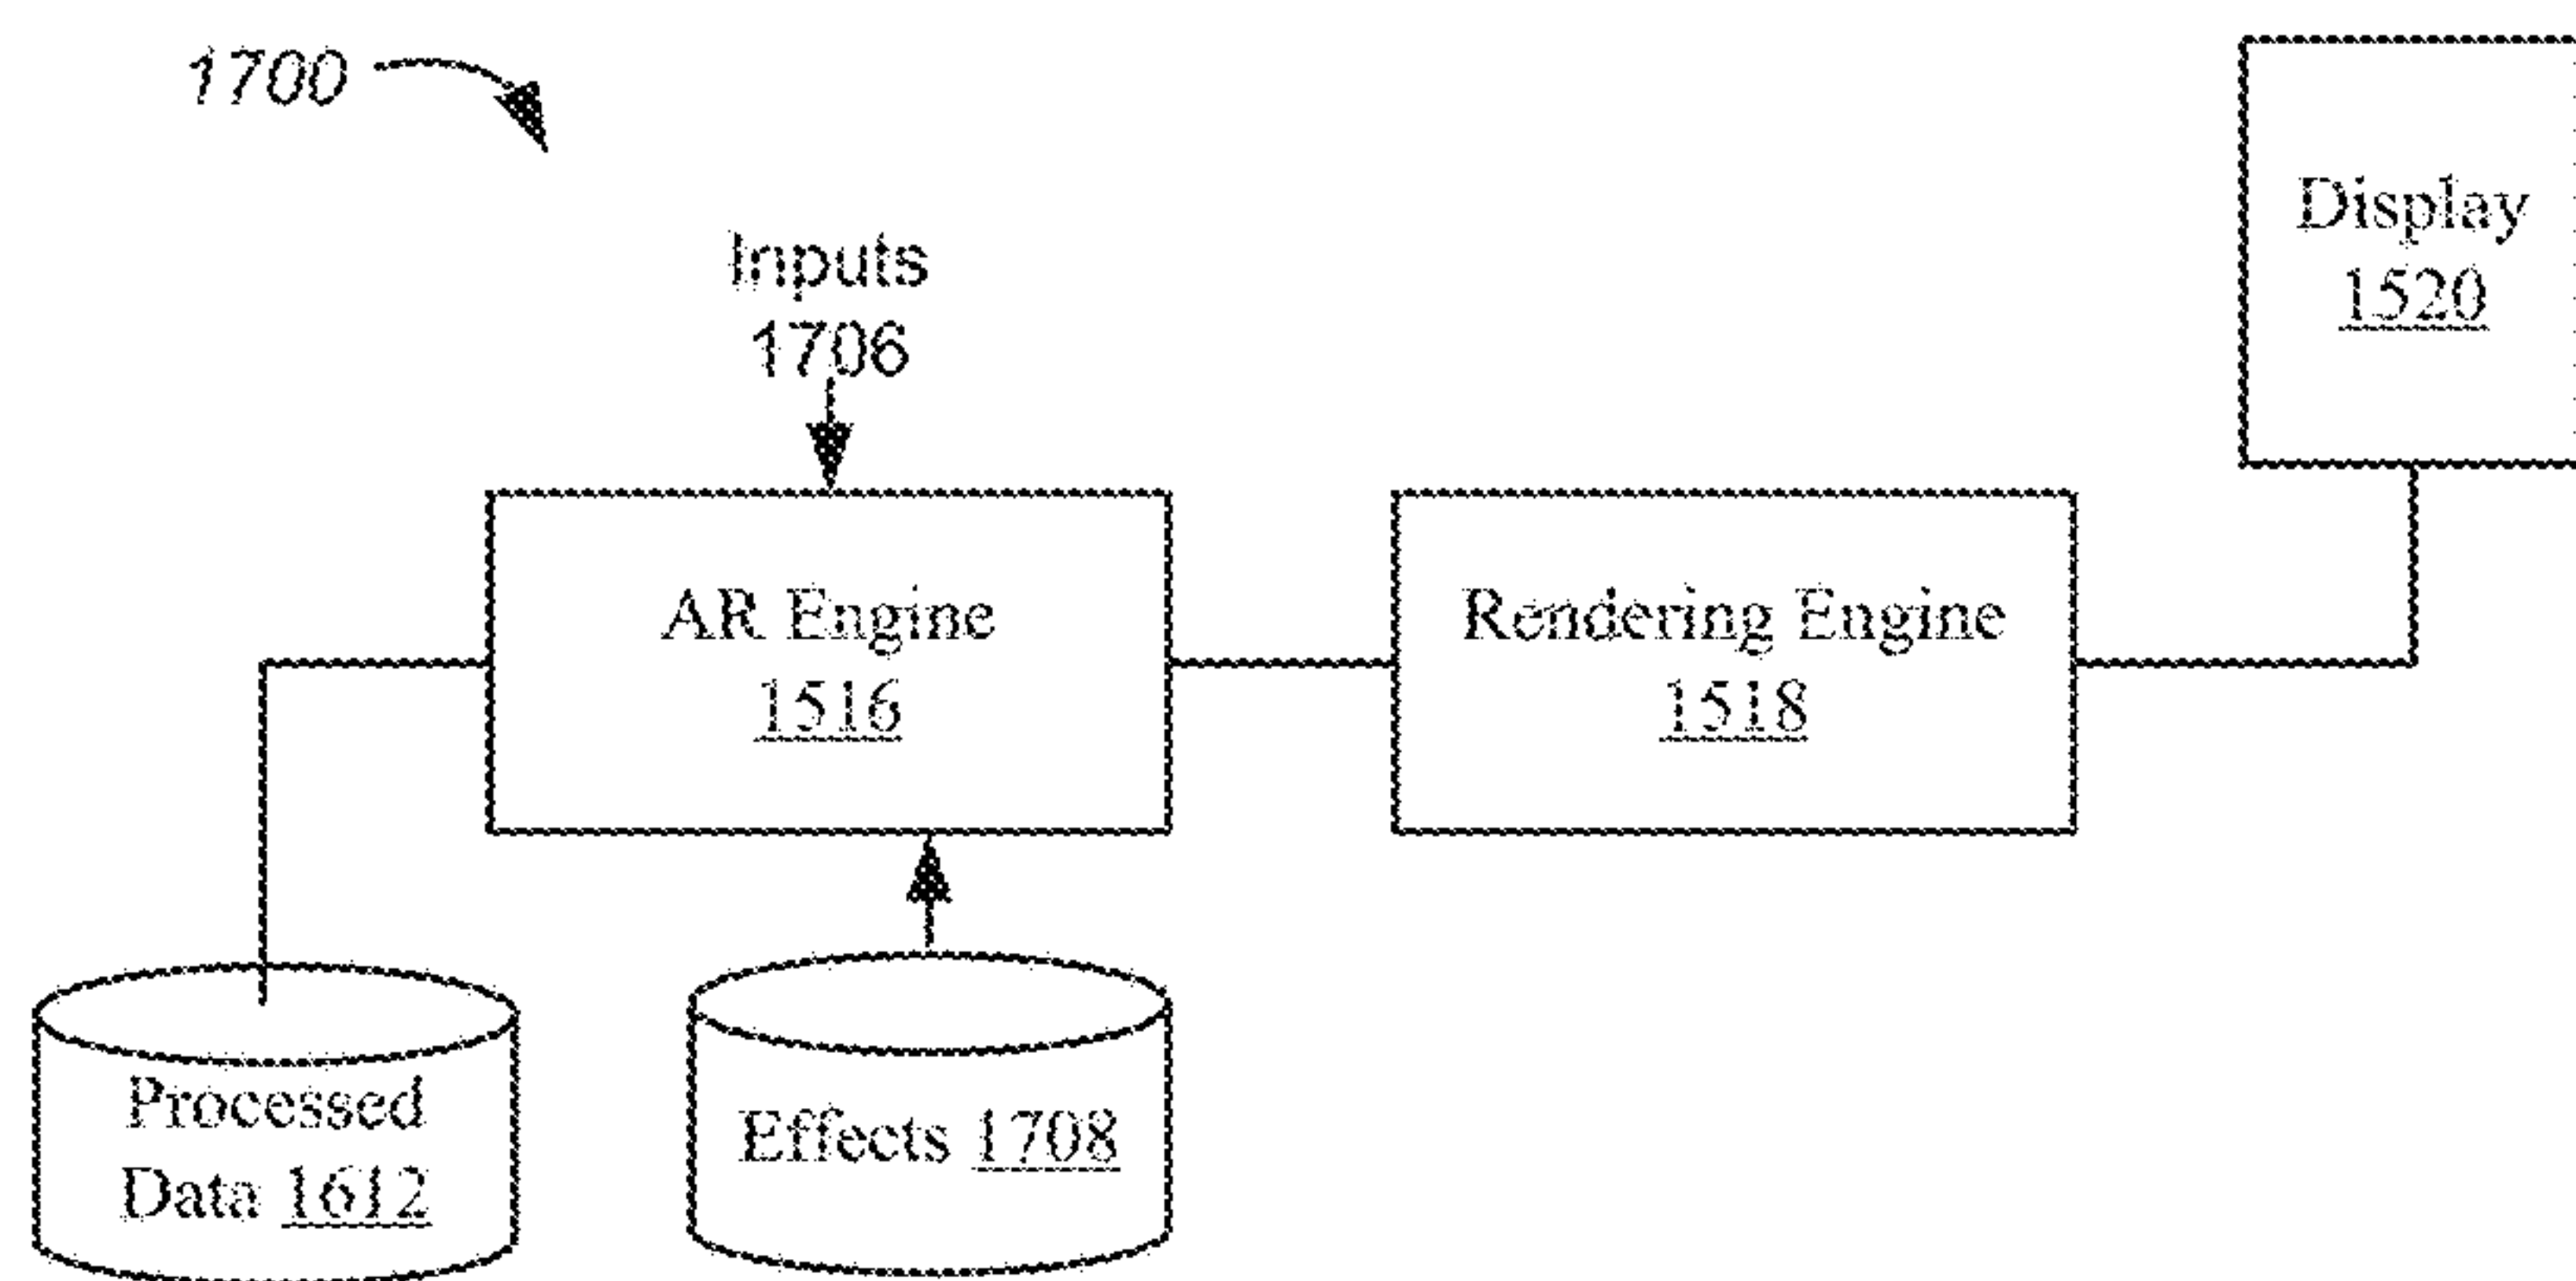 1700
Inputs
1706
Display
1520
AR Engine
1516
Rendering Engine
1518
Processed
Data 1612
Effects 1708